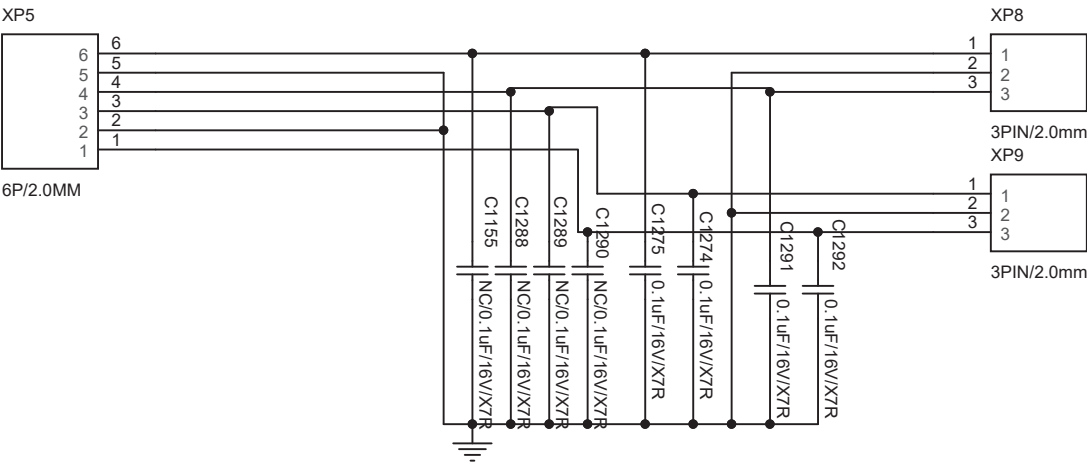 XP5
6
5
4
3
2
1
6
5
4
3
2
1
6P/2.0MM
XP8
1
2
3
1
2
3
3PIN/2.0mm
XP9
1
2
3
1
2
3
3PIN/2.0mm
C1155
NC/0.1uF/16V/X7R
C1288
NC/0.1uF/16V/X7R
C1289
NC/0.1uF/16V/X7R
C1290
NC/0.1uF/16V/X7R
C1275
0.1uF/16V/X7R
C1274
0.1uF/16V/X7R
C1291
0.1uF/16V/X7R
C1292
0.1uF/16V/X7R